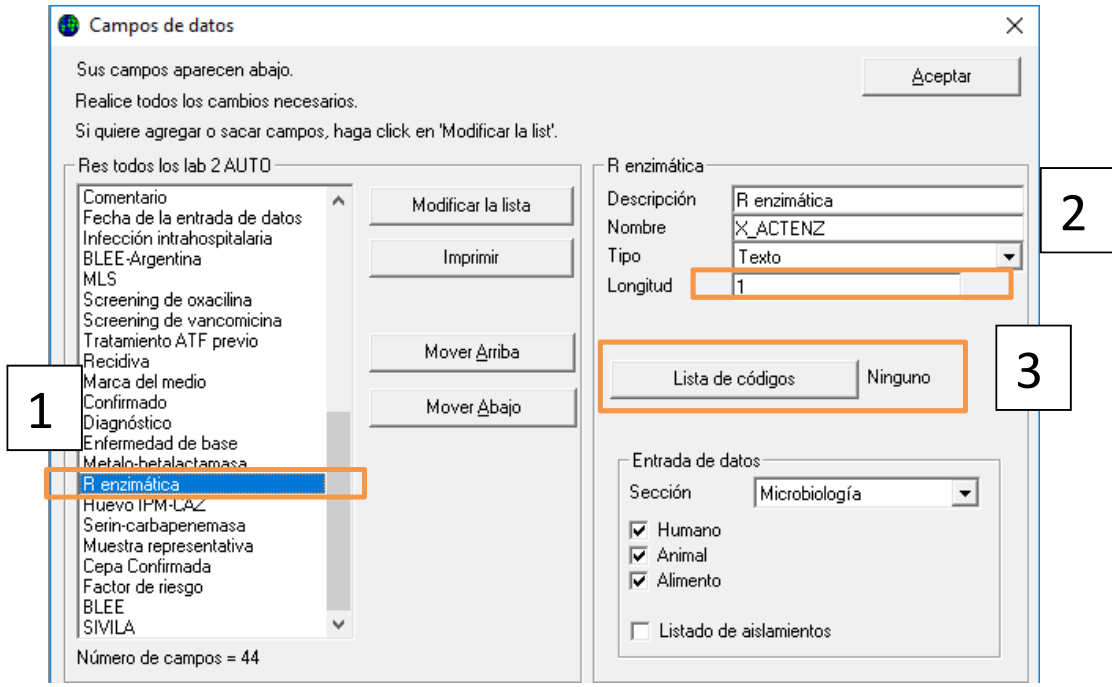 Campos de datos
Sus campos aparecen abajo.
Realice todos los cambios necesarios.
Si quiere agregar o sacar campos, haga click en 'Modificar la list'.
Aceptar
Res todos los lab 2 AUTO
Comentario
Fecha de la entrada de datos
Infección intrahospitalaria
BLEE-Argentina
MLS
Screening de oxacilina
Screening de vancomicina
Tratamiento ATF previo
Recidiva
Marca del medio
Confirmado
Diagnóstico
Enfermedad de base
Metalo-betalactamasa
R enzimática
Huevo IPM-CAZ
Serin-carbapenemasa
Muestra representativa
Cepa Confirmada
Factor de riesgo
BLEE
SIVILA
Número de campos = 44
1
Modificar la lista
Imprimir
Mover Arriba
Mover Abajo
R enzimática
Descripción R enzimática
Nombre X_ACTENZ
Tipo Texto
Longitud 1
2
Lista de códigos Ninguno
3
Entrada de datos
Sección Microbiología
Humano
Animal
Alimento
Listado de aislamientos